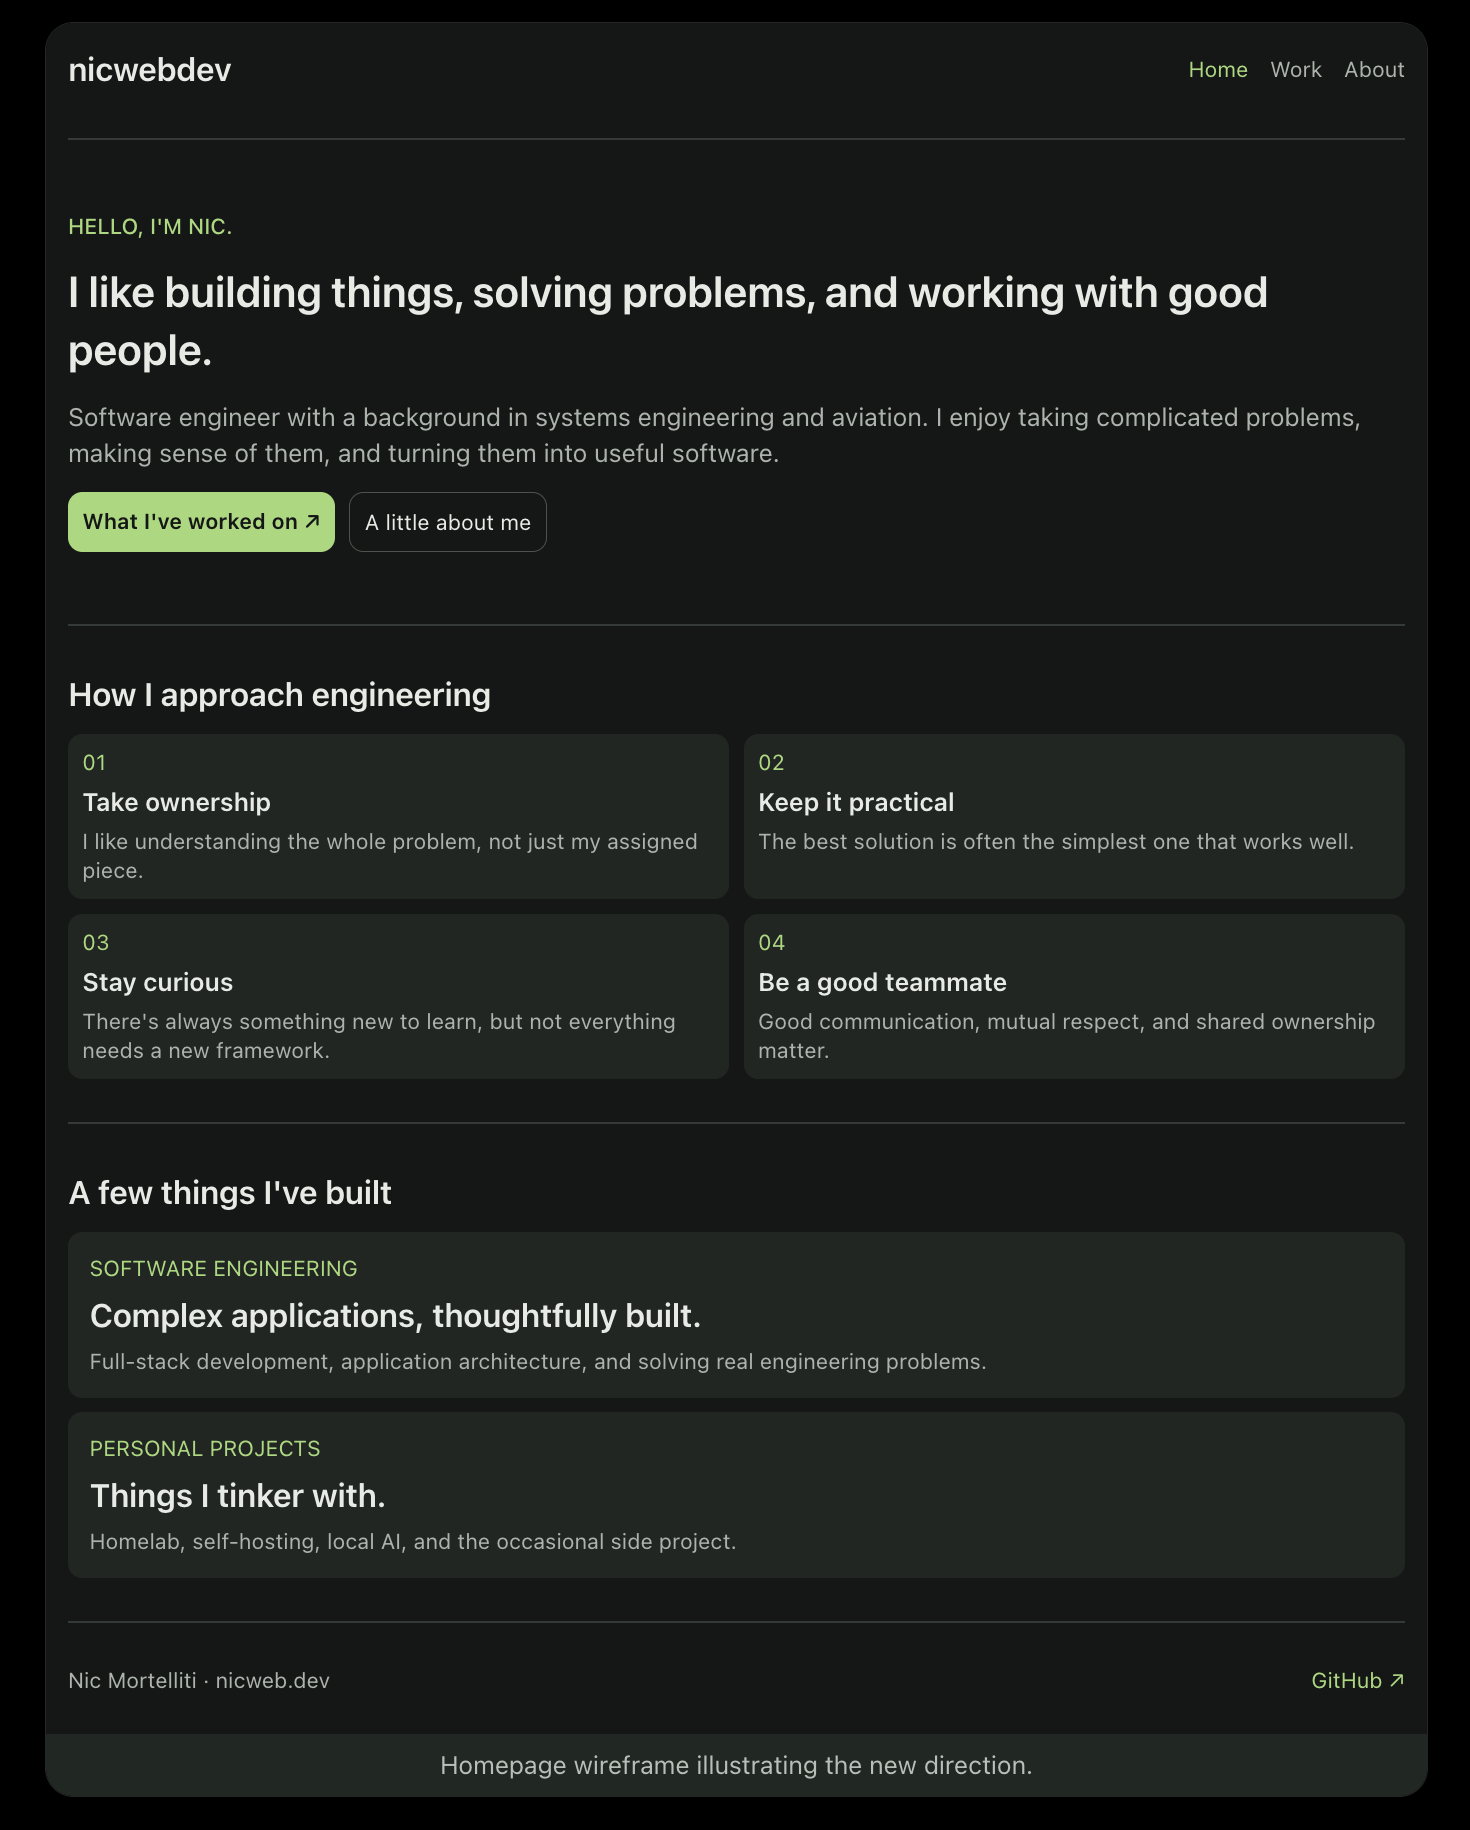 nicwebdev
Home Work About
HELLO, I'M NIC.
I like building things, solving problems, and working with good
people.
Software engineer with a background in systems engineering and aviation. I enjoy taking complicated problems,
making sense of them, and turning them into useful software.
What I've worked on ↗
A little about me
How I approach engineering
01
Take ownership
I like understanding the whole problem, not just my assigned
piece.
02
Keep it practical
The best solution is often the simplest one that works well.
03
Stay curious
There's always something new to learn, but not everything
needs a new framework.
04
Be a good teammate
Good communication, mutual respect, and shared ownership
matter.
A few things I've built
SOFTWARE ENGINEERING
Complex applications, thoughtfully built.
Full-stack development, application architecture, and solving real engineering problems.
PERSONAL PROJECTS
Things I tinker with.
Homelab, self-hosting, local AI, and the occasional side project.
Nic Mortelliti · nicweb.dev
GitHub ↗
Homepage wireframe illustrating the new direction.